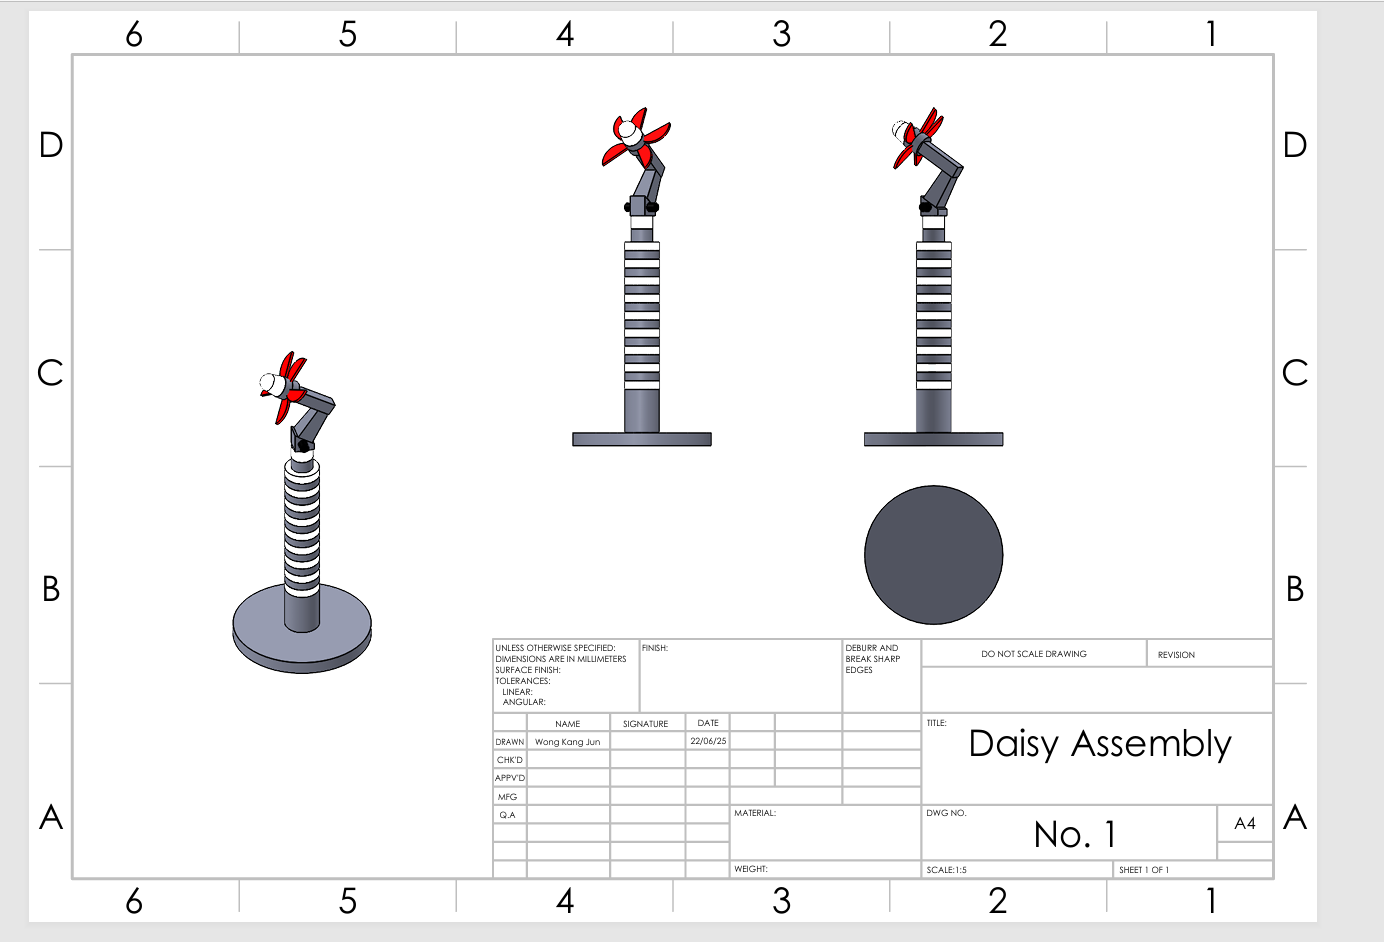 6 5 4 3 2 1
D D
C C
B B
UNLESS OTHERWISE SPECIFIED:
DIMENSIONS ARE IN MILLIMETERS
SURFACE FINISH:
TOLERANCES:
LINEAR:
ANGULAR:
FINISH:
DEBURR AND
BREAK SHARP
EDGES
DO NOT SCALE DRAWING
REVISION
NAME SIGNATURE DATE
DRAWN Wong Kang Jun 22/06/25
CHK'D
APPV'D
MFG
Q.A
TITLE:
Daisy Assembly
MATERIAL:
DWG NO.
No. 1
A4
A A
WEIGHT:
SCALE:1:5
SHEET 1 OF 1
6 5 4 3 2 1